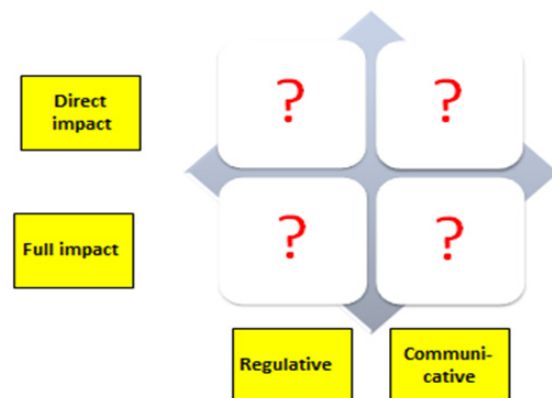 Direct
impact
?
?
Full impact
?
?
Regulative
Communi-
cative